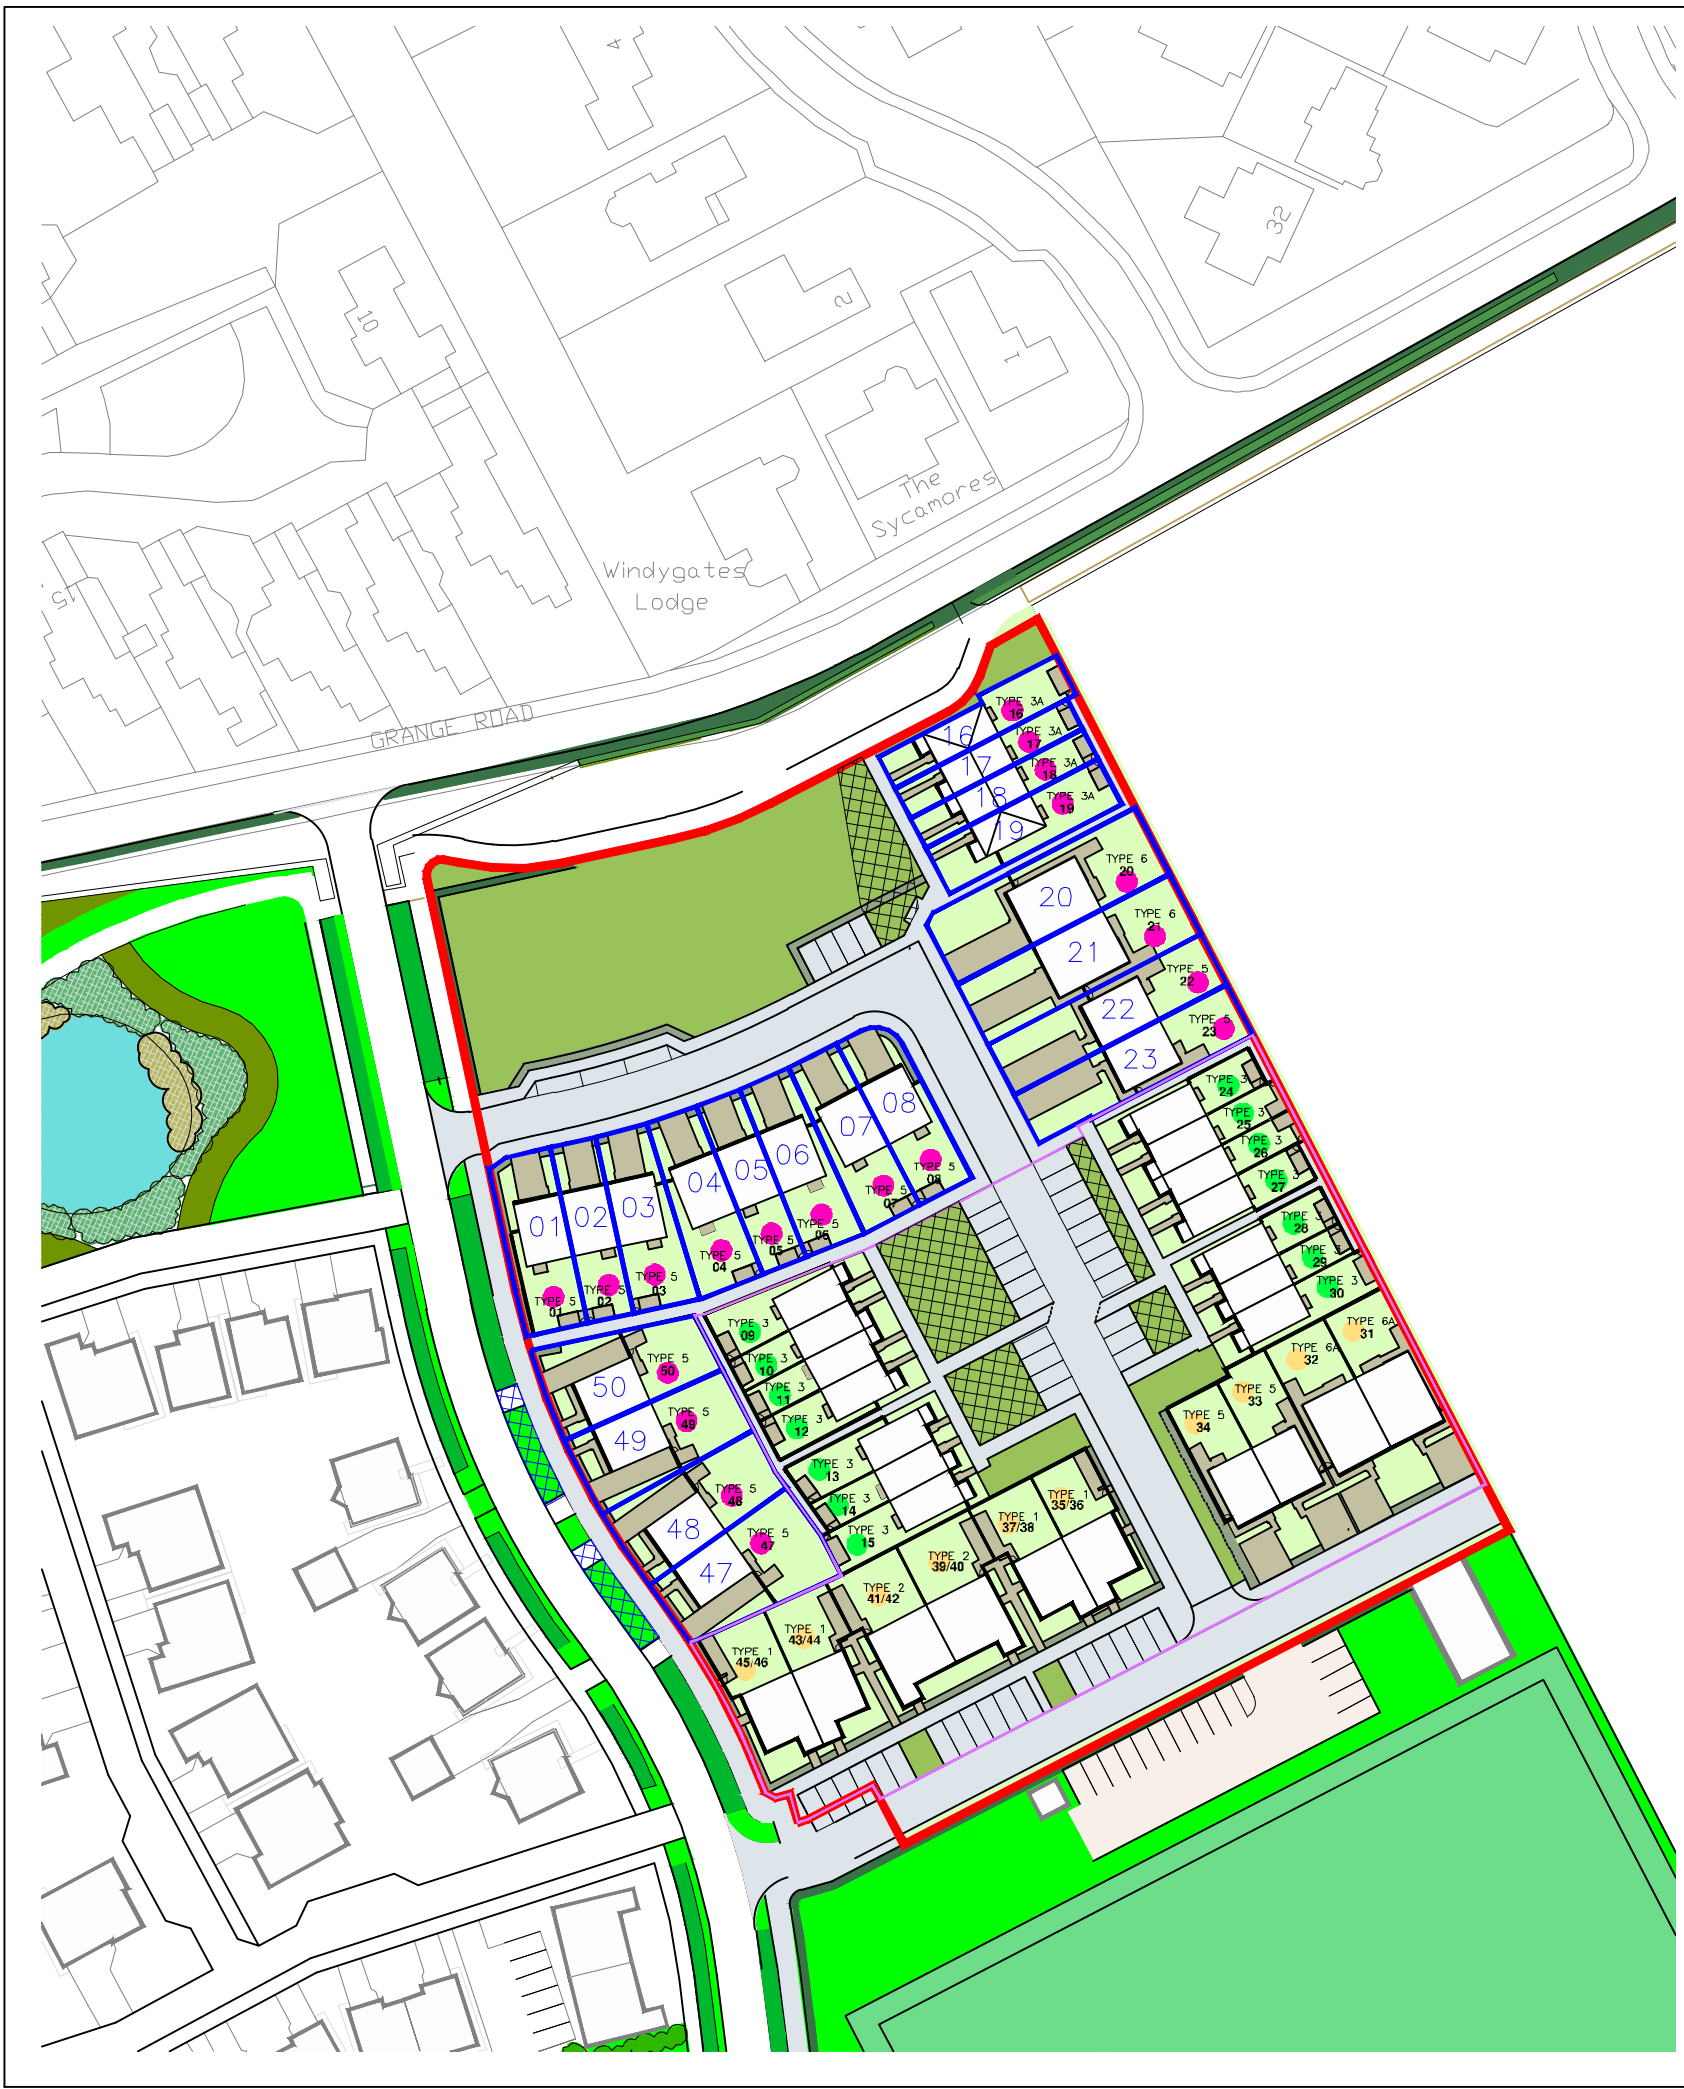 4
32
10
2
1
The
Sycamores
Windygates
Lodge
15
GRANGE ROAD
TYPE 3A
16
16
TYPE 3A
17
17
TYPE 3A
18
18
TYPE 3A
19
19
TYPE 6
20
20
TYPE 6
21
21
TYPE 5
22
22
TYPE 5
23
23
TYPE 3
24
TYPE 3
25
TYPE 3
26
TYPE 3
27
TYPE 3
28
TYPE 3
29
TYPE 3
30
TYPE 6A
31
TYPE 6A
32
TYPE 5
33
TYPE 5
34
01
02
03
04
05
06
07
08
TYPE 5
01
TYPE 5
02
TYPE 5
03
TYPE 5
04
TYPE 5
05
TYPE 5
06
TYPE 5
07
TYPE 5
08
TYPE 3
09
TYPE 3
10
TYPE 3
11
TYPE 3
12
TYPE 3
13
TYPE 3
14
TYPE 3
15
50
TYPE 5
50
49
TYPE 5
49
48
TYPE 5
48
47
TYPE 5
47
TYPE 1
35/36
TYPE 1
37/38
TYPE 2
39/40
TYPE 2
41/42
TYPE 1
43/44
TYPE 1
45/46